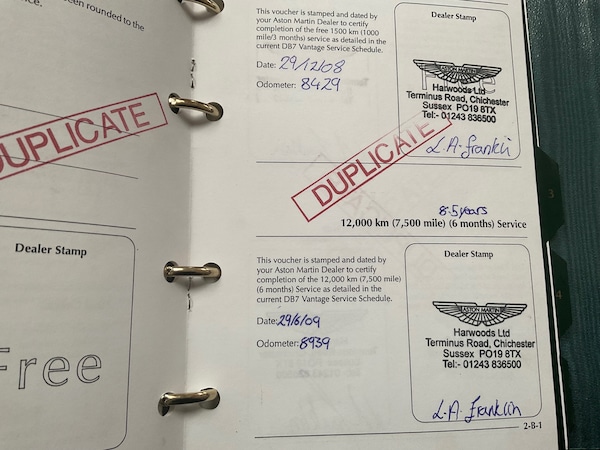 een rounded to the
ce.
DUPLICATE
Dealer Stamp
Free
This voucher is stamped and dated by
your Aston Martin Dealer to certify
completion of the free 1500 km (1000
mile/3 months) service as detailed in the
current DB7 Vantage Service Schedule.
Date: 29/12/08
Odometer: 8429
Dealer Stamp
Free
ASTON MARTIN
Harwoods Ltd
Terminus Road, Chichester
Sussex PO19 8TX
Tel:- 01243 836500
L.A. Franklin
DUPLICATE
8.5 years
12,000 km (7,500 mile) (6 months) Service
This voucher is stamped and dated by
your Aston Martin Dealer to certify
completion of the 12,000 km (7,500 mile)
(6 months) Service as detailed in the
current DB7 Vantage Service Schedule.
Date: 29/6/09
Odometer: 8939
Dealer Stamp
ASTON MARTIN
Harwoods Ltd
Terminus Road, Chichester
Sussex PO19 8TX
Tel:- 01243 836500
L.A. Franklin
2-B-1
3
4